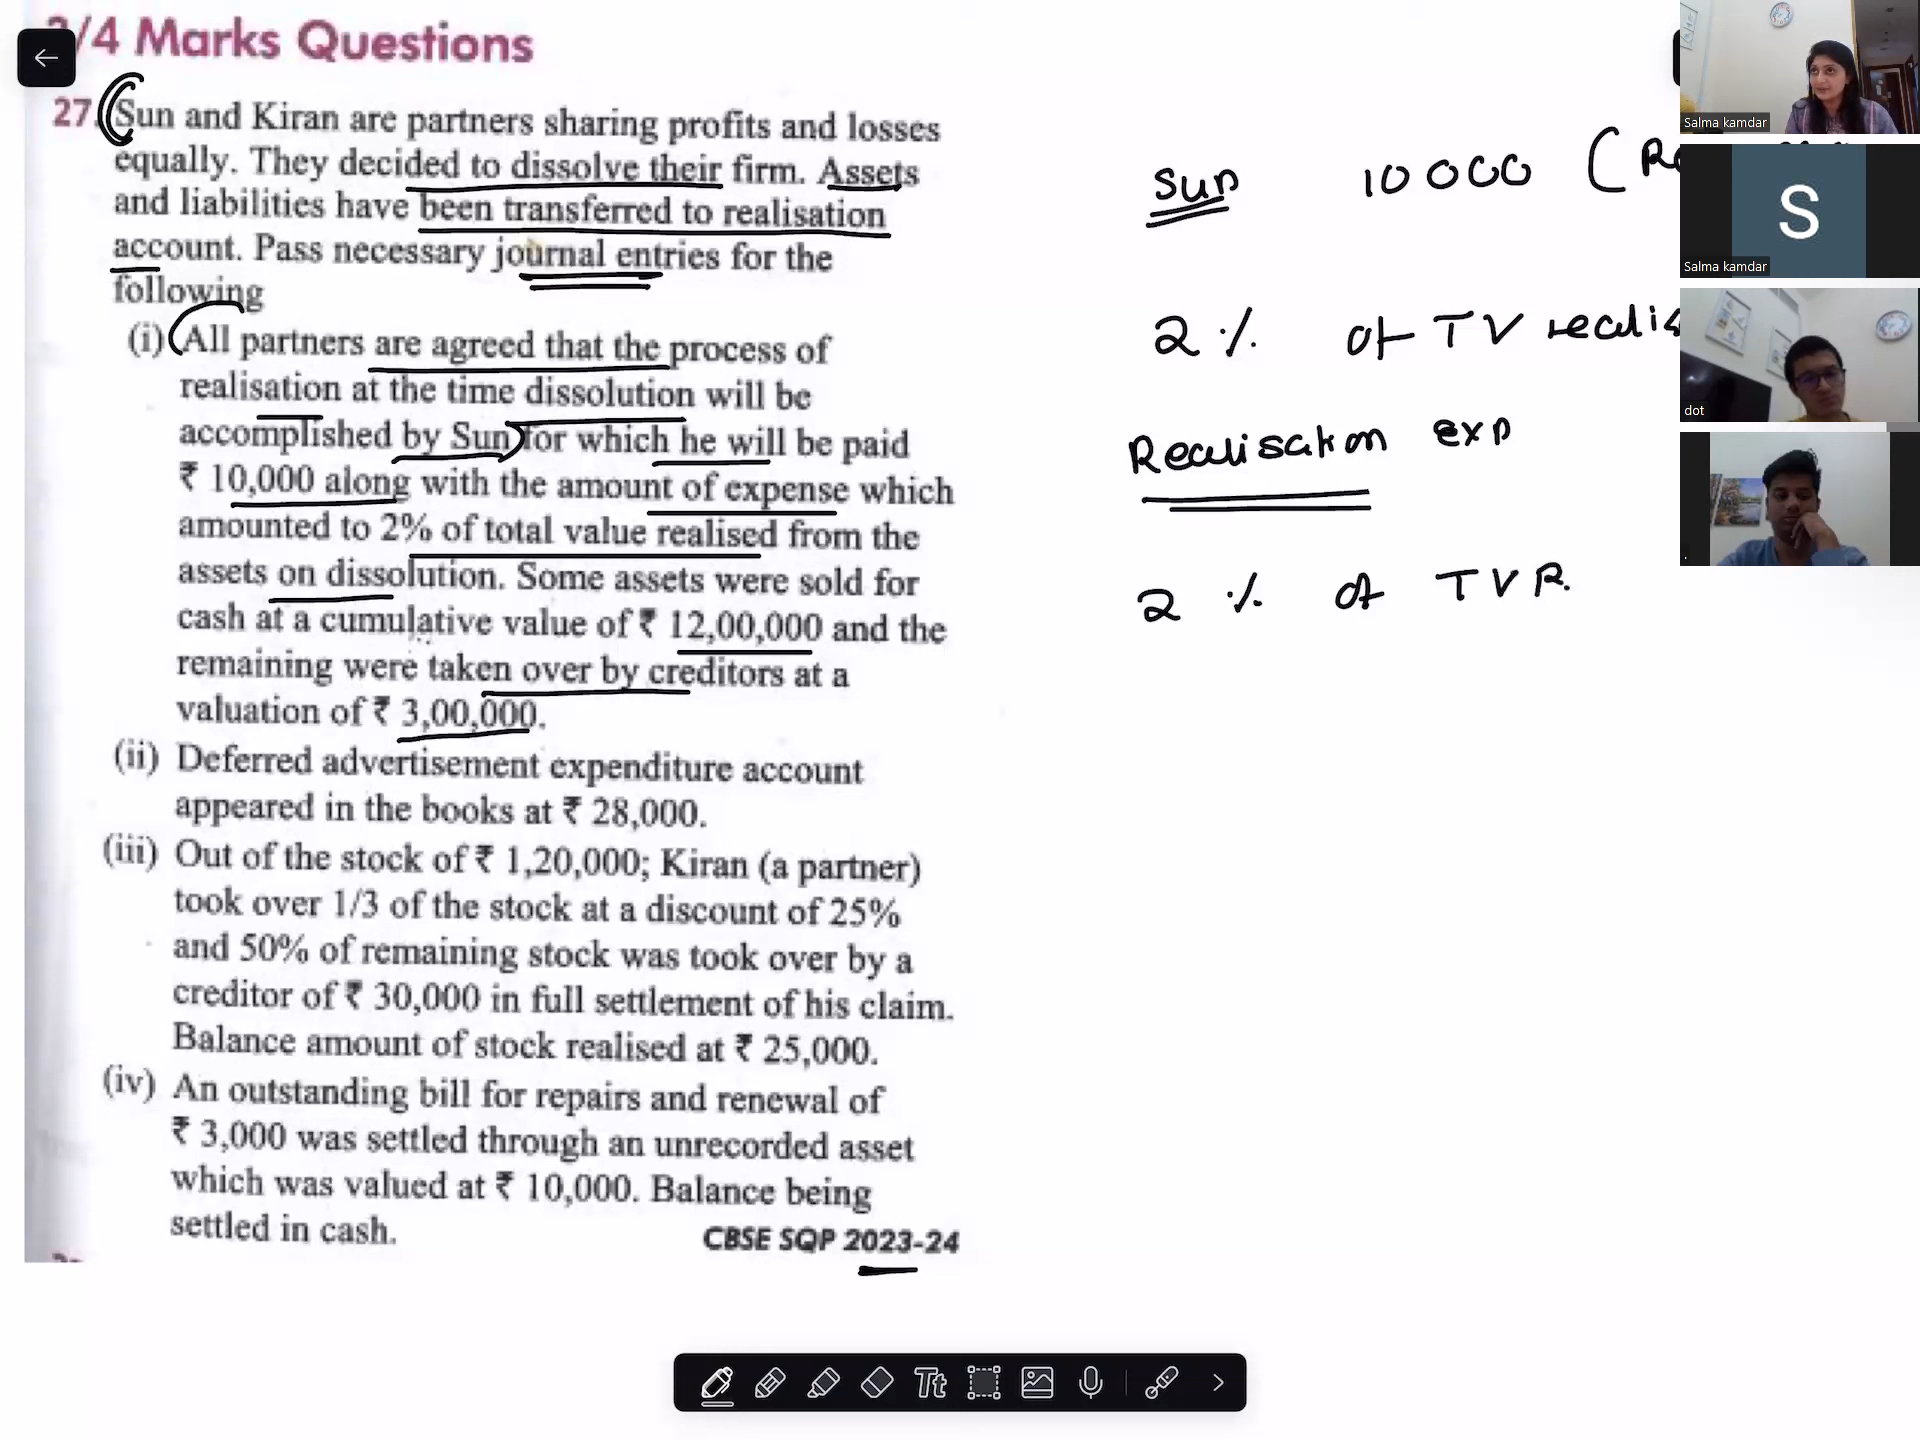 3/4 Marks Questions
27. Sun and Kiran are partners sharing profits and losses
equally. They decided to dissolve their firm. Assets
and liabilities have been transferred to realisation
account. Pass necessary journal entries for the
following
(i) All partners are agreed that the process of
realisation at the time dissolution will be
accomplished by Sun for which he will be paid
₹ 10,000 along with the amount of expense which
amounted to 2% of total value realised from the
assets on dissolution. Some assets were sold for
cash at a cumulative value of ₹ 12,00,000 and the
remaining were taken over by creditors at a
valuation of ₹ 3,00,000.
(ii) Deferred advertisement expenditure account
appeared in the books at ₹ 28,000.
(iii) Out of the stock of ₹ 1,20,000; Kiran (a partner)
took over 1/3 of the stock at a discount of 25%
and 50% of remaining stock was took over by a
creditor of ₹ 30,000 in full settlement of his claim.
Balance amount of stock realised at ₹ 25,000.
(iv) An outstanding bill for repairs and renewal of
₹ 3,000 was settled through an unrecorded asset
which was valued at ₹ 10,000. Balance being
settled in cash.
CBSE SQP 2023-24
Sun 10000 (
2 % of TV realis
Realisation exp
2 % of TVR.
Salma kamdar
S
Salma kamdar
dot
.
Tt